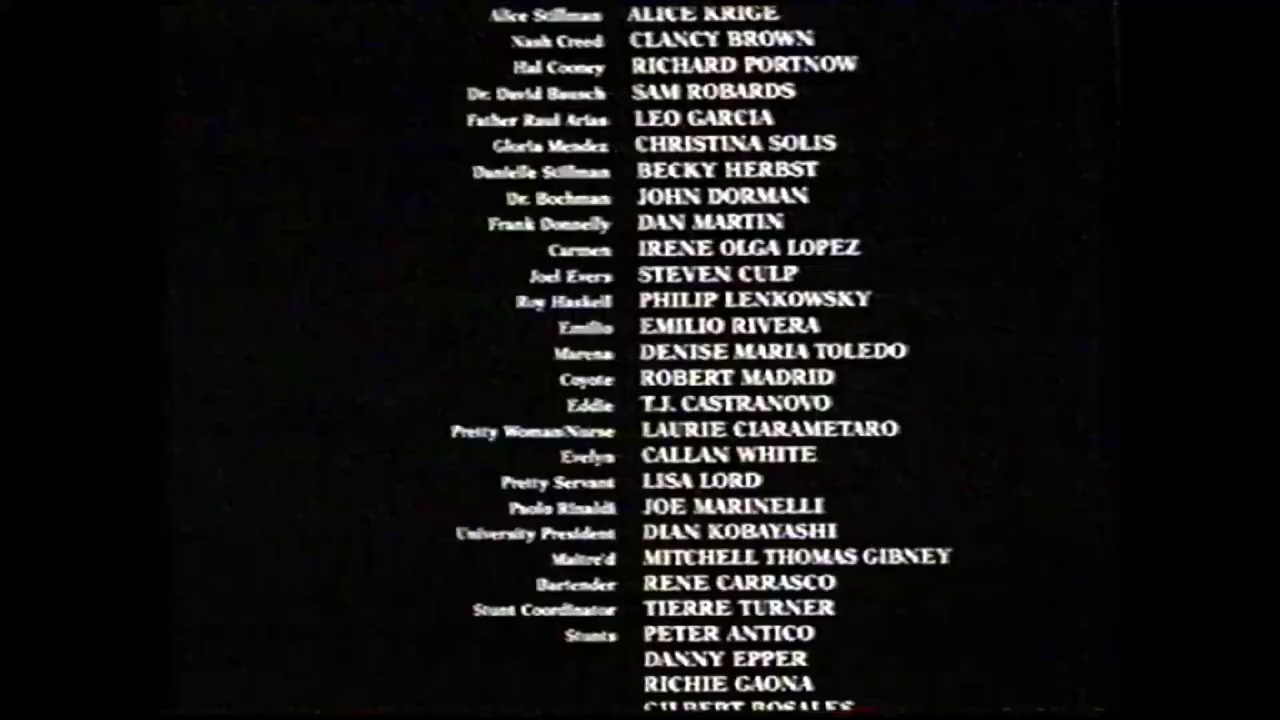 Alice Stillman ALICE KRIGE
Nash Creed CLANCY BROWN
Hal Cooney RICHARD PORTNOW
Dr. David Bausch SAM ROBARDS
Father Raul Arias LEO GARCIA
Gloria Mendez CHRISTINA SOLIS
Danielle Stillman BECKY HERBST
Dr. Bochman JOHN DORMAN
Frank Donnelly DAN MARTIN
Carmen IRENE OLGA LOPEZ
Joel Evers STEVEN CULP
Roy Haskell PHILIP LENKOWSKY
Emilio EMILIO RIVERA
Marena DENISE MARIA TOLEDO
Coyote ROBERT MADRID
Eddie T.J. CASTRANOVO
Pretty Woman/Nurse LAURIE CIARAMETARO
Evelyn CALLAN WHITE
Pretty Servant LISA LORD
Paolo Rinaldi JOE MARINELLI
University President DIAN KOBAYASHI
Maitre'd MITCHELL THOMAS GIBNEY
Bartender RENE CARRASCO
Stunt Coordinator TIERRE TURNER
Stunts PETER ANTICO
DANNY EPPER
RICHIE GAONA
GILBERT ROSALES